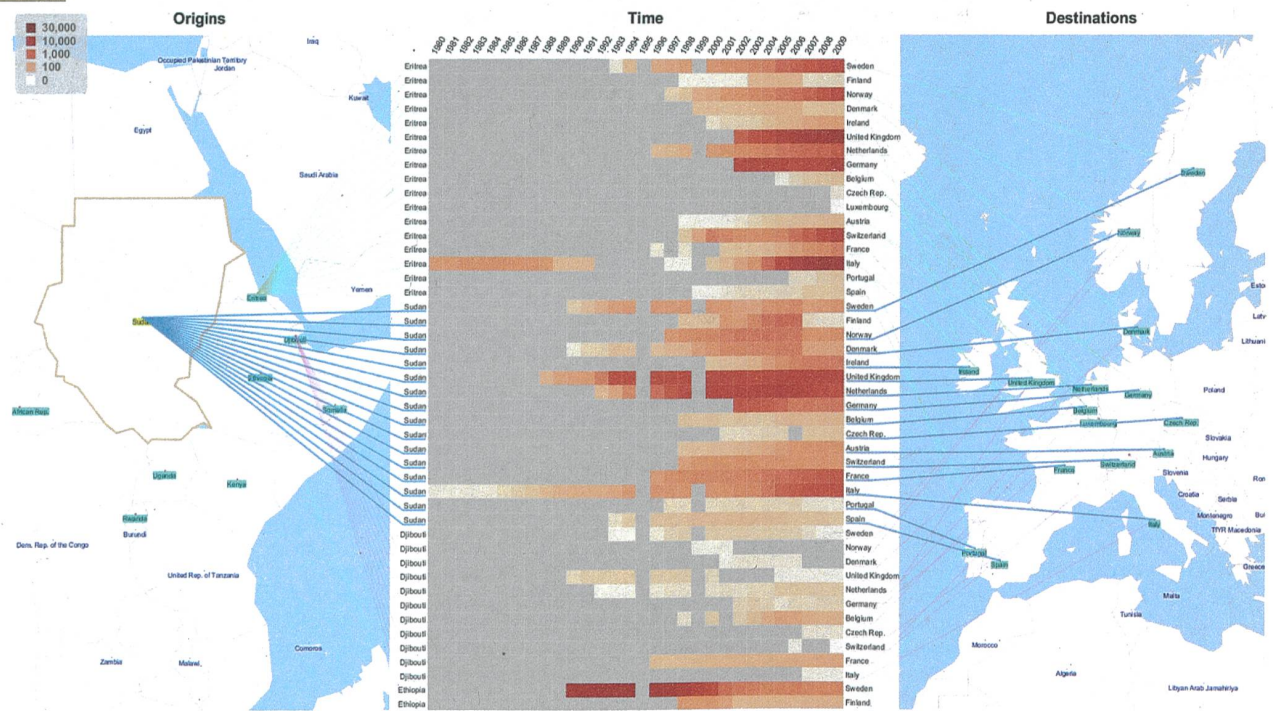 Origins
Time
Destinations
30,000
10,000
1,000
100
0
1980 1981 1982 1983 1984 1985 1986 1987 1988 1989 1990 1991 1992 1993 1994 1995 1996 1997 1998 1999 2000 2001 2002 2003 2004 2005 2006 2007 2008 2009
Iraq
Occupied Palestinian Territory
Jordan
Kuwait
Egypt
Saudi Arabia
Yemen
Eritrea
Djibouti
Ethiopia
Somalia
African Rep.
Uganda
Kenya
Rwanda
Burundi
Dem. Rep. of the Congo
United Rep. of Tanzania
Comoros
Zambia
Malawi
Eritrea Sweden
Eritrea Finland
Eritrea Norway
Eritrea Denmark
Eritrea Ireland
Eritrea United Kingdom
Eritrea Netherlands
Eritrea Germany
Eritrea Belgium
Eritrea Czech Rep.
Eritrea Luxembourg
Eritrea Austria
Eritrea Switzerland
Eritrea France
Eritrea Italy
Eritrea Portugal
Eritrea Spain
Sudan Sweden
Sudan Finland
Sudan Norway
Sudan Denmark
Sudan Ireland
Sudan United Kingdom
Sudan Netherlands
Sudan Germany
Sudan Belgium
Sudan Czech Rep.
Sudan Austria
Sudan Switzerland
Sudan France
Sudan Italy
Sudan Portugal
Sudan Spain
Djibouti Sweden
Djibouti Norway
Djibouti Denmark
Djibouti United Kingdom
Djibouti Netherlands
Djibouti Germany
Djibouti Belgium
Djibouti Czech Rep.
Djibouti Switzerland
Djibouti France
Djibouti Italy
Ethiopia Sweden
Ethiopia Finland
Sweden
Norway
Esto
Latv
Denmark
Lithuani
Ireland
United Kingdom
Netherlands
Germany
Poland
Belgium
Luxembourg
Czech Rep.
Slovakia
Austria
Hungary
France
Switzerland
Slovenia
Ron
Croatia
Serbia
Montenegro
Bul
TfYR Macedonia
Italy
Portugal
Spain
Greece
Malta
Tunisia
Morocco
Algeria
Libyan Arab Jamahiriya